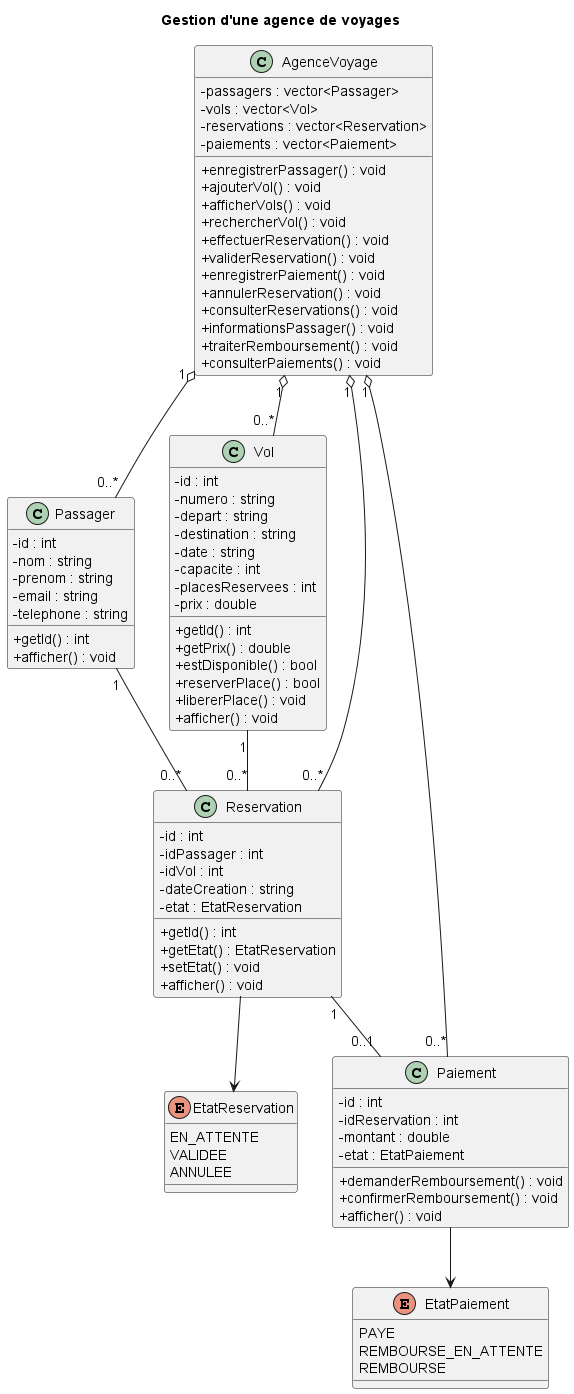 Gestion d'une agence de voyages
C AgenceVoyage
-passagers : vector<Passager>
-vols : vector<Vol>
-reservations : vector<Reservation>
-paiements : vector<Paiement>
+enregistrerPassager() : void
+ajouterVol() : void
+afficherVols() : void
+rechercherVol() : void
+effectuerReservation() : void
+validerReservation() : void
+enregistrerPaiement() : void
+annulerReservation() : void
+consulterReservations() : void
+informationsPassager() : void
+traiterRemboursement() : void
+consulterPaiements() : void
1
1
1
1
0..*
0..*
C Vol
-id : int
-numero : string
-depart : string
-destination : string
-date : string
-capacite : int
-placesReservees : int
-prix : double
+getId() : int
+getPrix() : double
+estDisponible() : bool
+reserverPlace() : bool
+libererPlace() : void
+afficher() : void
C Passager
-id : int
-nom : string
-prenom : string
-email : string
-telephone : string
+getId() : int
+afficher() : void
1
1
0..*
0..*
0..*
C Reservation
-id : int
-idPassager : int
-idVol : int
-dateCreation : string
-etat : EtatReservation
+getId() : int
+getEtat() : EtatReservation
+setEtat() : void
+afficher() : void
1
0..1
0..*
C Paiement
-id : int
-idReservation : int
-montant : double
-etat : EtatPaiement
+demanderRemboursement() : void
+confirmerRemboursement() : void
+afficher() : void
E EtatReservation
EN_ATTENTE
VALIDEE
ANNULEE
E EtatPaiement
PAYE
REMBOURSE_EN_ATTENTE
REMBOURSE